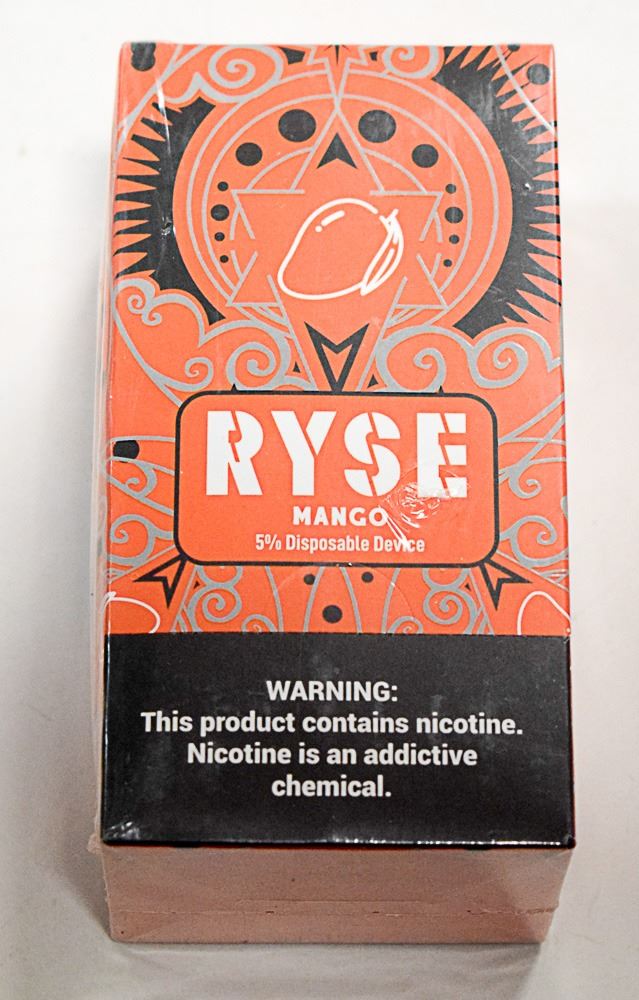 RYSE
MANGO
5% Disposable Device
WARNING:
This product contains nicotine.
Nicotine is an addictive
chemical.